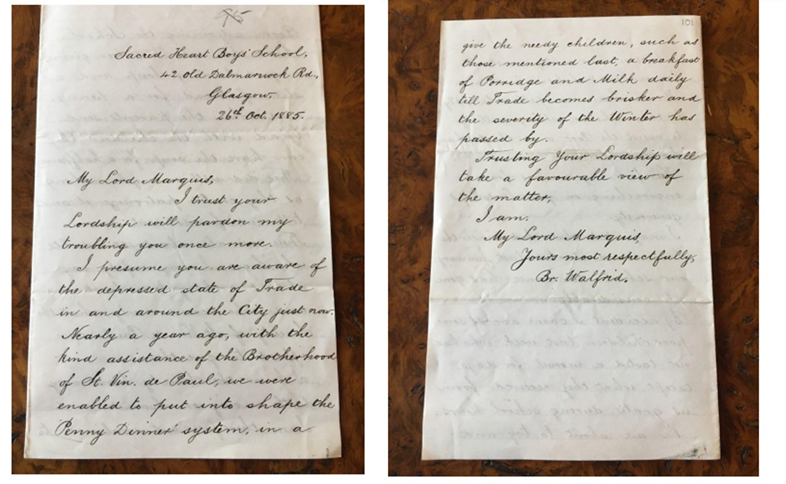 Sacred Heart Boys' School,
42 Old Dalmarnock Rd.,
Glasgow.
26th Oct. 1885.
My Lord Marquis,
I trust your
Lordship will pardon my
troubling you once more.
I presume you are aware of
the depressed state of Trade
in and around the City just now.
Nearly a year ago, with the
kind assistance of the Brotherhood
of St. Vin. de Paul, we were
enabled to put into shape the
Penny Dinner system, in a
101
give the needy children, such as
those mentioned last, a breakfast
of Porridge and Milk daily
till Trade becomes brisker and
the severity of the Winter has
passed by.
Trusting Your Lordship will
take a favourable view of
the matter,
I am,
My Lord Marquis,
Yours most respectfully,
Br. Walfrid.